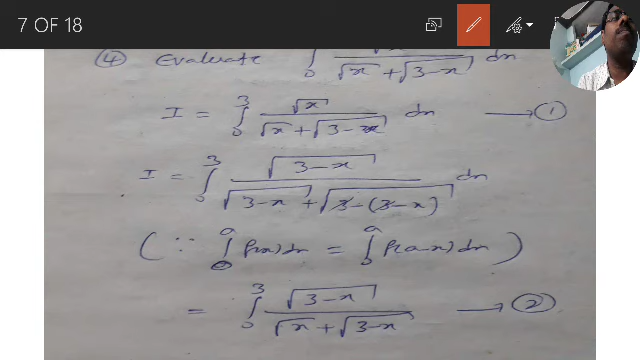 7 OF 18
④ Evaluate ∫₀ √x / (√x + √(3-x)) dx
I = ∫₀³ √x / (√x + √(3-x)) dx → ①
I = ∫₀³ √(3-x) / (√(3-x) + √(3-(3-x))) dx
( ∵ ∫₀ᵃ f(x) dx = ∫₀ᵃ f(a-x) dx )
= ∫₀³ √(3-x) / (√x + √(3-x)) → ②